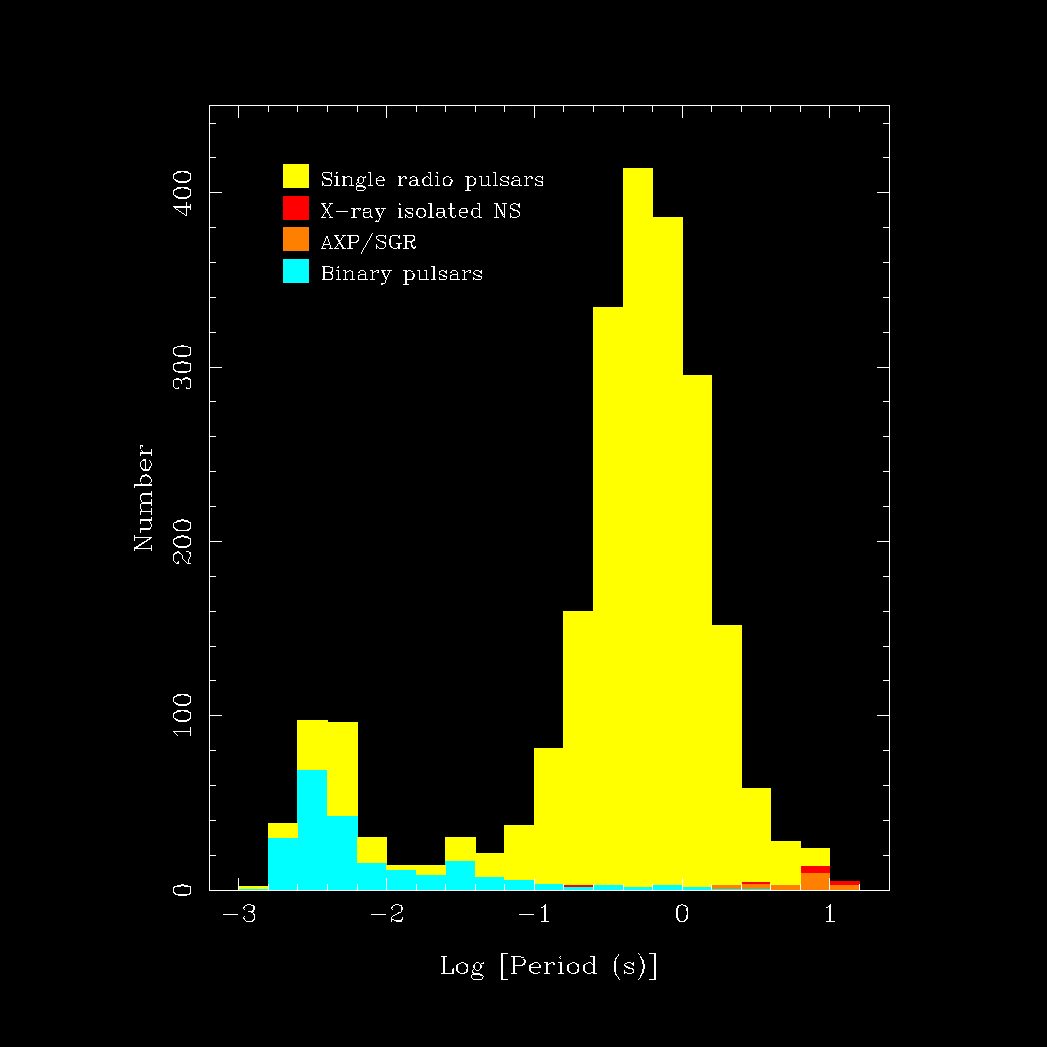 Single radio pulsars
X-ray isolated NS
AXP/SGR
Binary pulsars
400
300
200
100
0
Number
-3 -2 -1 0 1
Log [Period (s)]